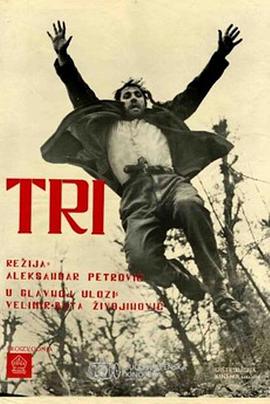 TRI
REŽIJA:
ALEKSANDAR PETROVIĆ
U GLAVNOJ ULOZI:
VELIMIR-BATA ŽIVOJINOVIĆ